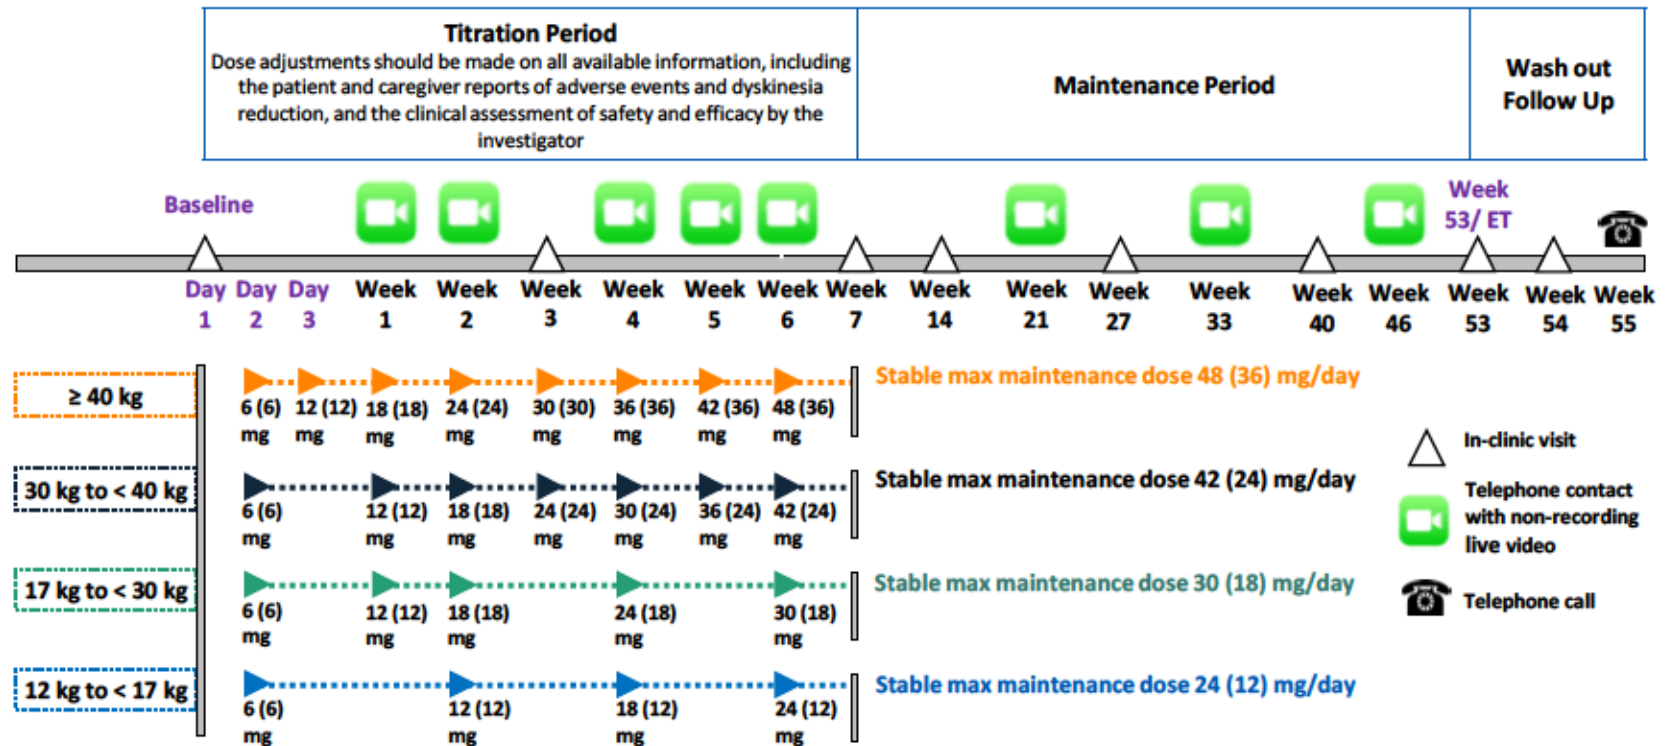 Titration Period
Dose adjustments should be made on all available information, including
the patient and caregiver reports of adverse events and dyskinesia
reduction, and the clinical assessment of safety and efficacy by the
investigator
Maintenance Period
Wash out
Follow Up
Baseline
Week
53/ ET
Day Day Day Week Week Week Week Week Week Week Week Week Week Week Week Week Week Week Week
1 2 3 1 2 3 4 5 6 7 14 21 27 33 40 46 53 54 55
≥ 40 kg
6 (6) 12 (12) 18 (18) 24 (24) 30 (30) 36 (36) 42 (36) 48 (36)
mg mg mg mg mg mg mg
Stable max maintenance dose 48 (36) mg/day
30 kg to < 40 kg
6 (6) 12 (12) 18 (18) 24 (24) 30 (24) 36 (24) 42 (24)
mg mg mg mg mg mg mg
Stable max maintenance dose 42 (24) mg/day
17 kg to < 30 kg
6 (6) 12 (12) 18 (18) 24 (18) 30 (18)
mg mg mg mg mg
Stable max maintenance dose 30 (18) mg/day
12 kg to < 17 kg
6 (6) 12 (12) 18 (12) 24 (12)
mg mg mg mg
Stable max maintenance dose 24 (12) mg/day
In-clinic visit
Telephone contact
with non-recording
live video
Telephone call